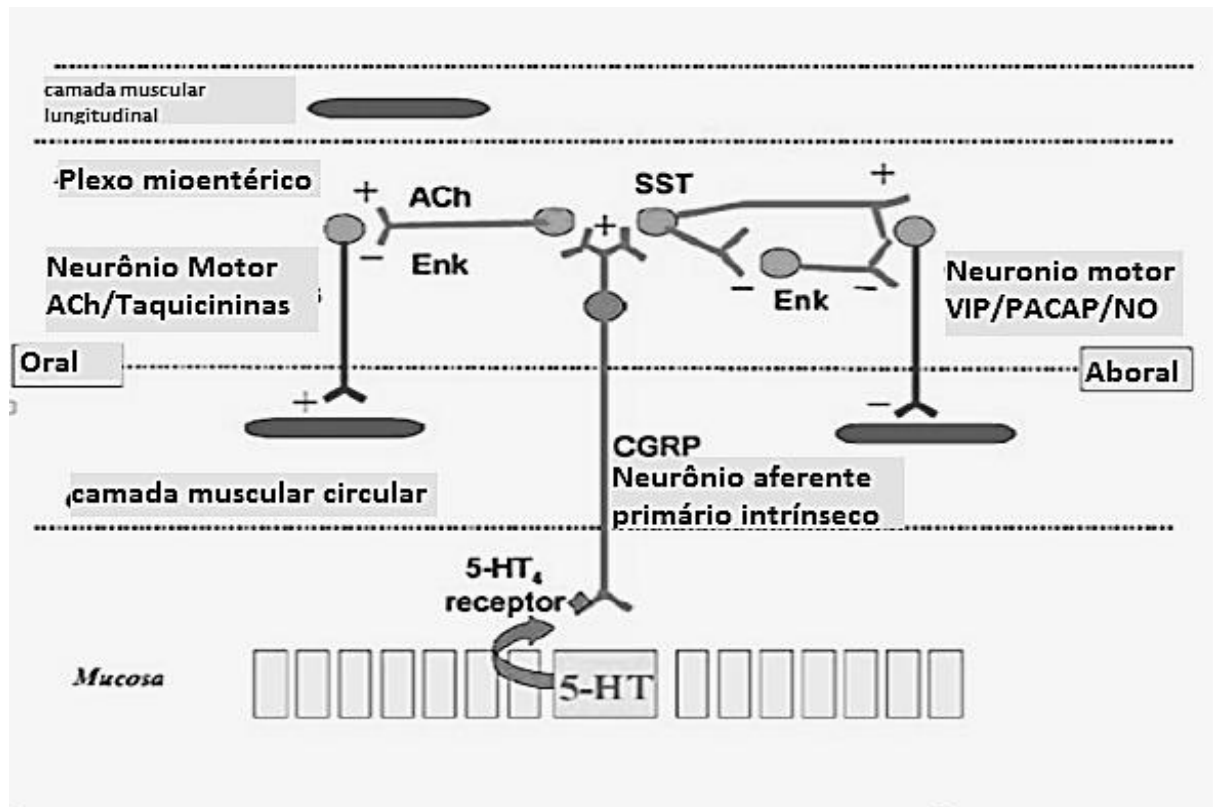 camada muscular
lungitudinal
Plexo mioentérico
+
ACh
+
SST
+
-
Enk
-
Enk
-
Neurônio Motor
ACh/Taquicininas
Neuronio motor
VIP/PACAP/NO
Oral
Aboral
+
-
CGRP
Neurônio aferente
primário intrínseco
camada muscular circular
5-HT₄
receptor
Mucosa
5-HT